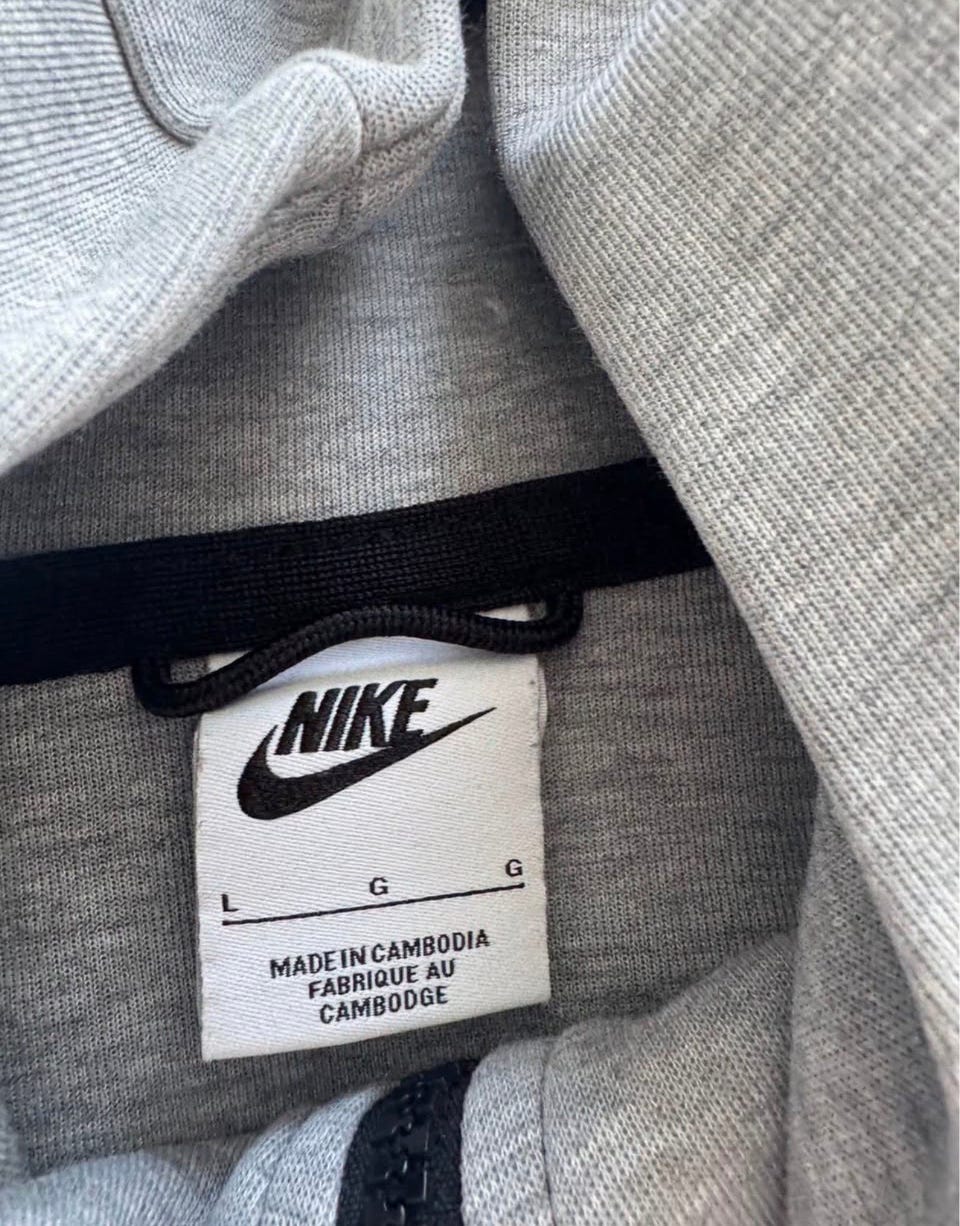 NIKE
L G G
MADE IN CAMBODIA
FABRIQUE AU
CAMBODGE